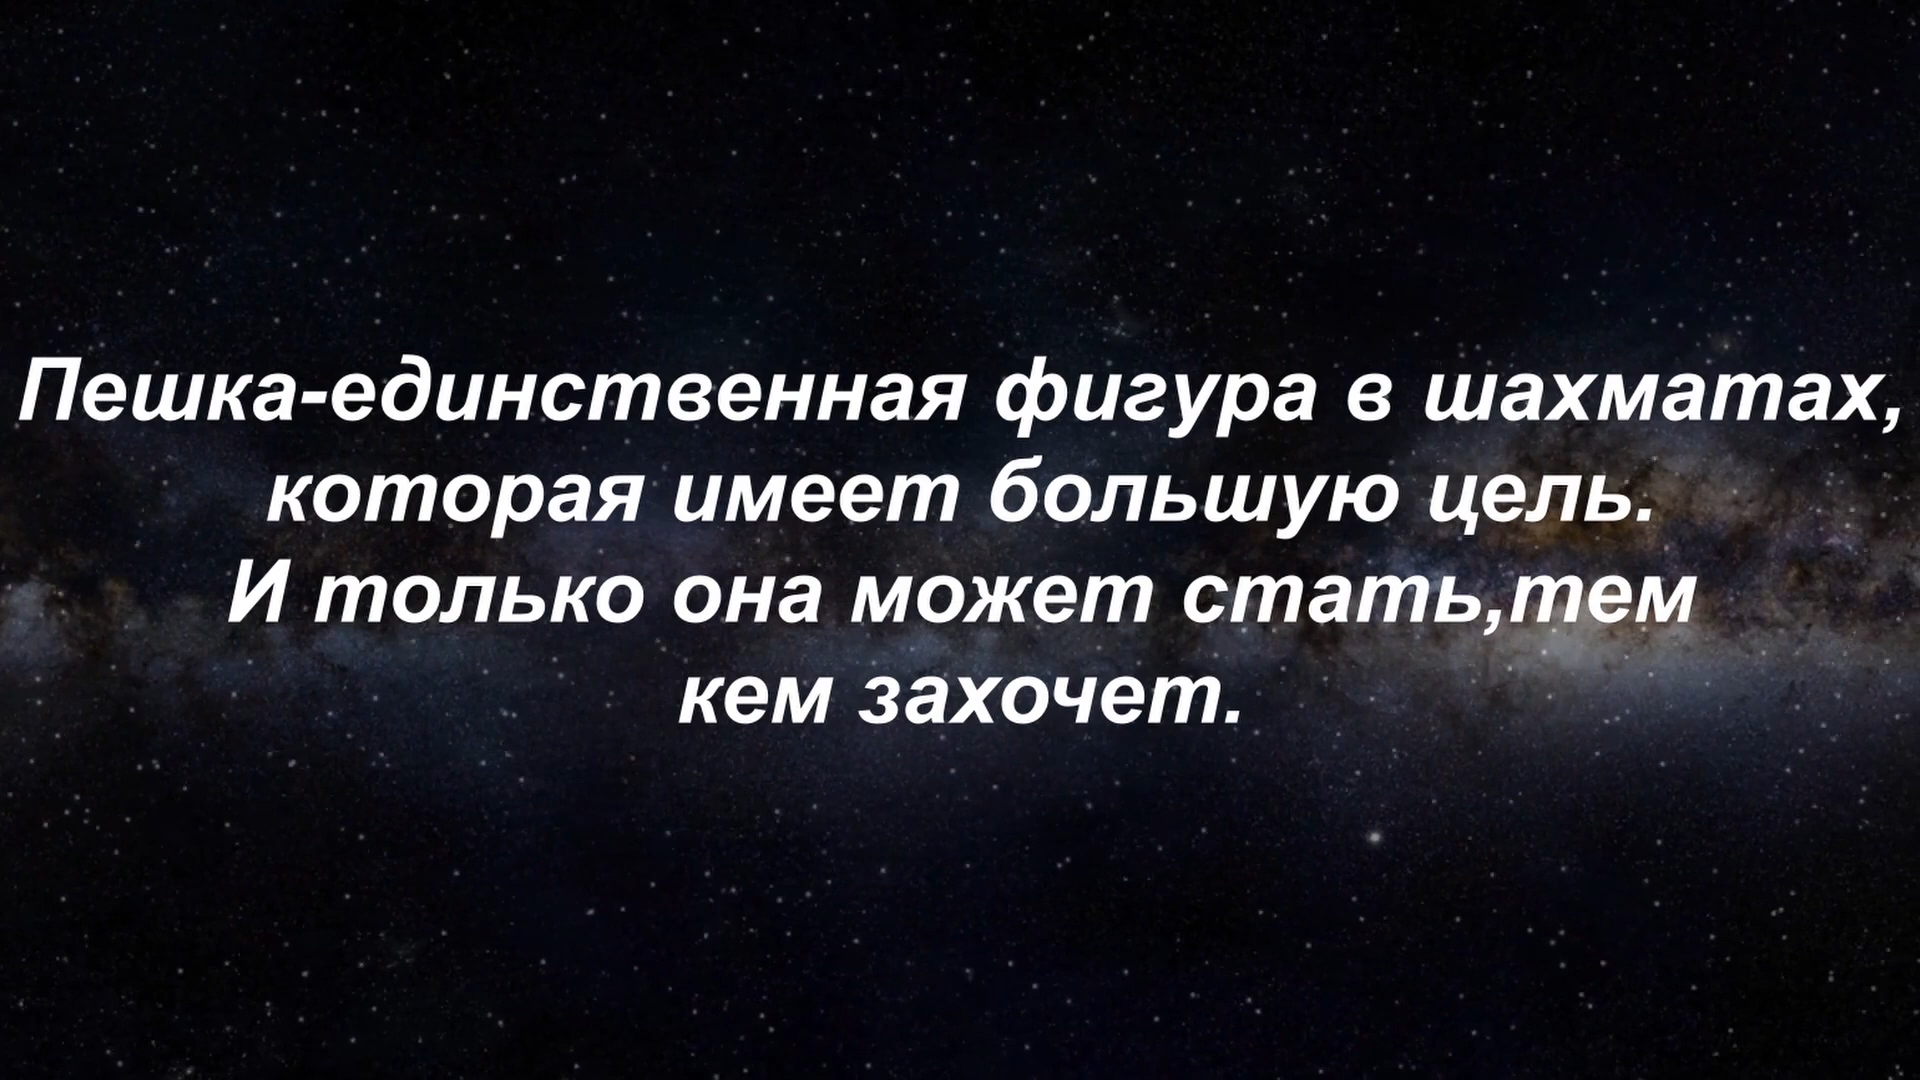 Пешка-единственная фигура в шахматах,
которая имеет большую цель.
И только она может стать,тем
кем захочет.